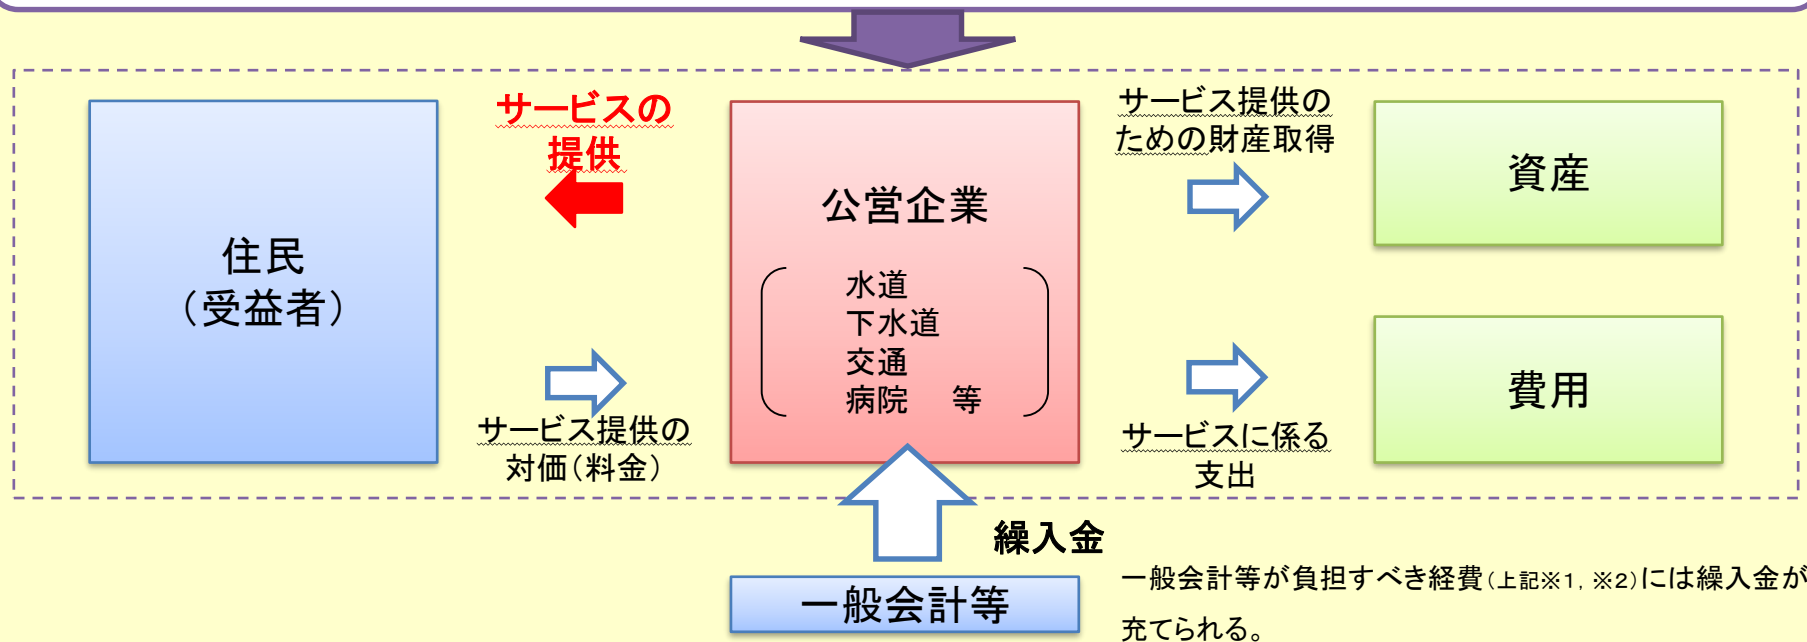 サービスの
提供
サービス提供の
ための財産取得
資産
公営企業
住民
（受益者）
水道
下水道
交通
病院　等
費用
サービス提供の
対価（料金）
サービスに係る
支出
繰入金
一般会計等
一般会計等が負担すべき経費（上記※１，※２）には繰入金が
充てられる。